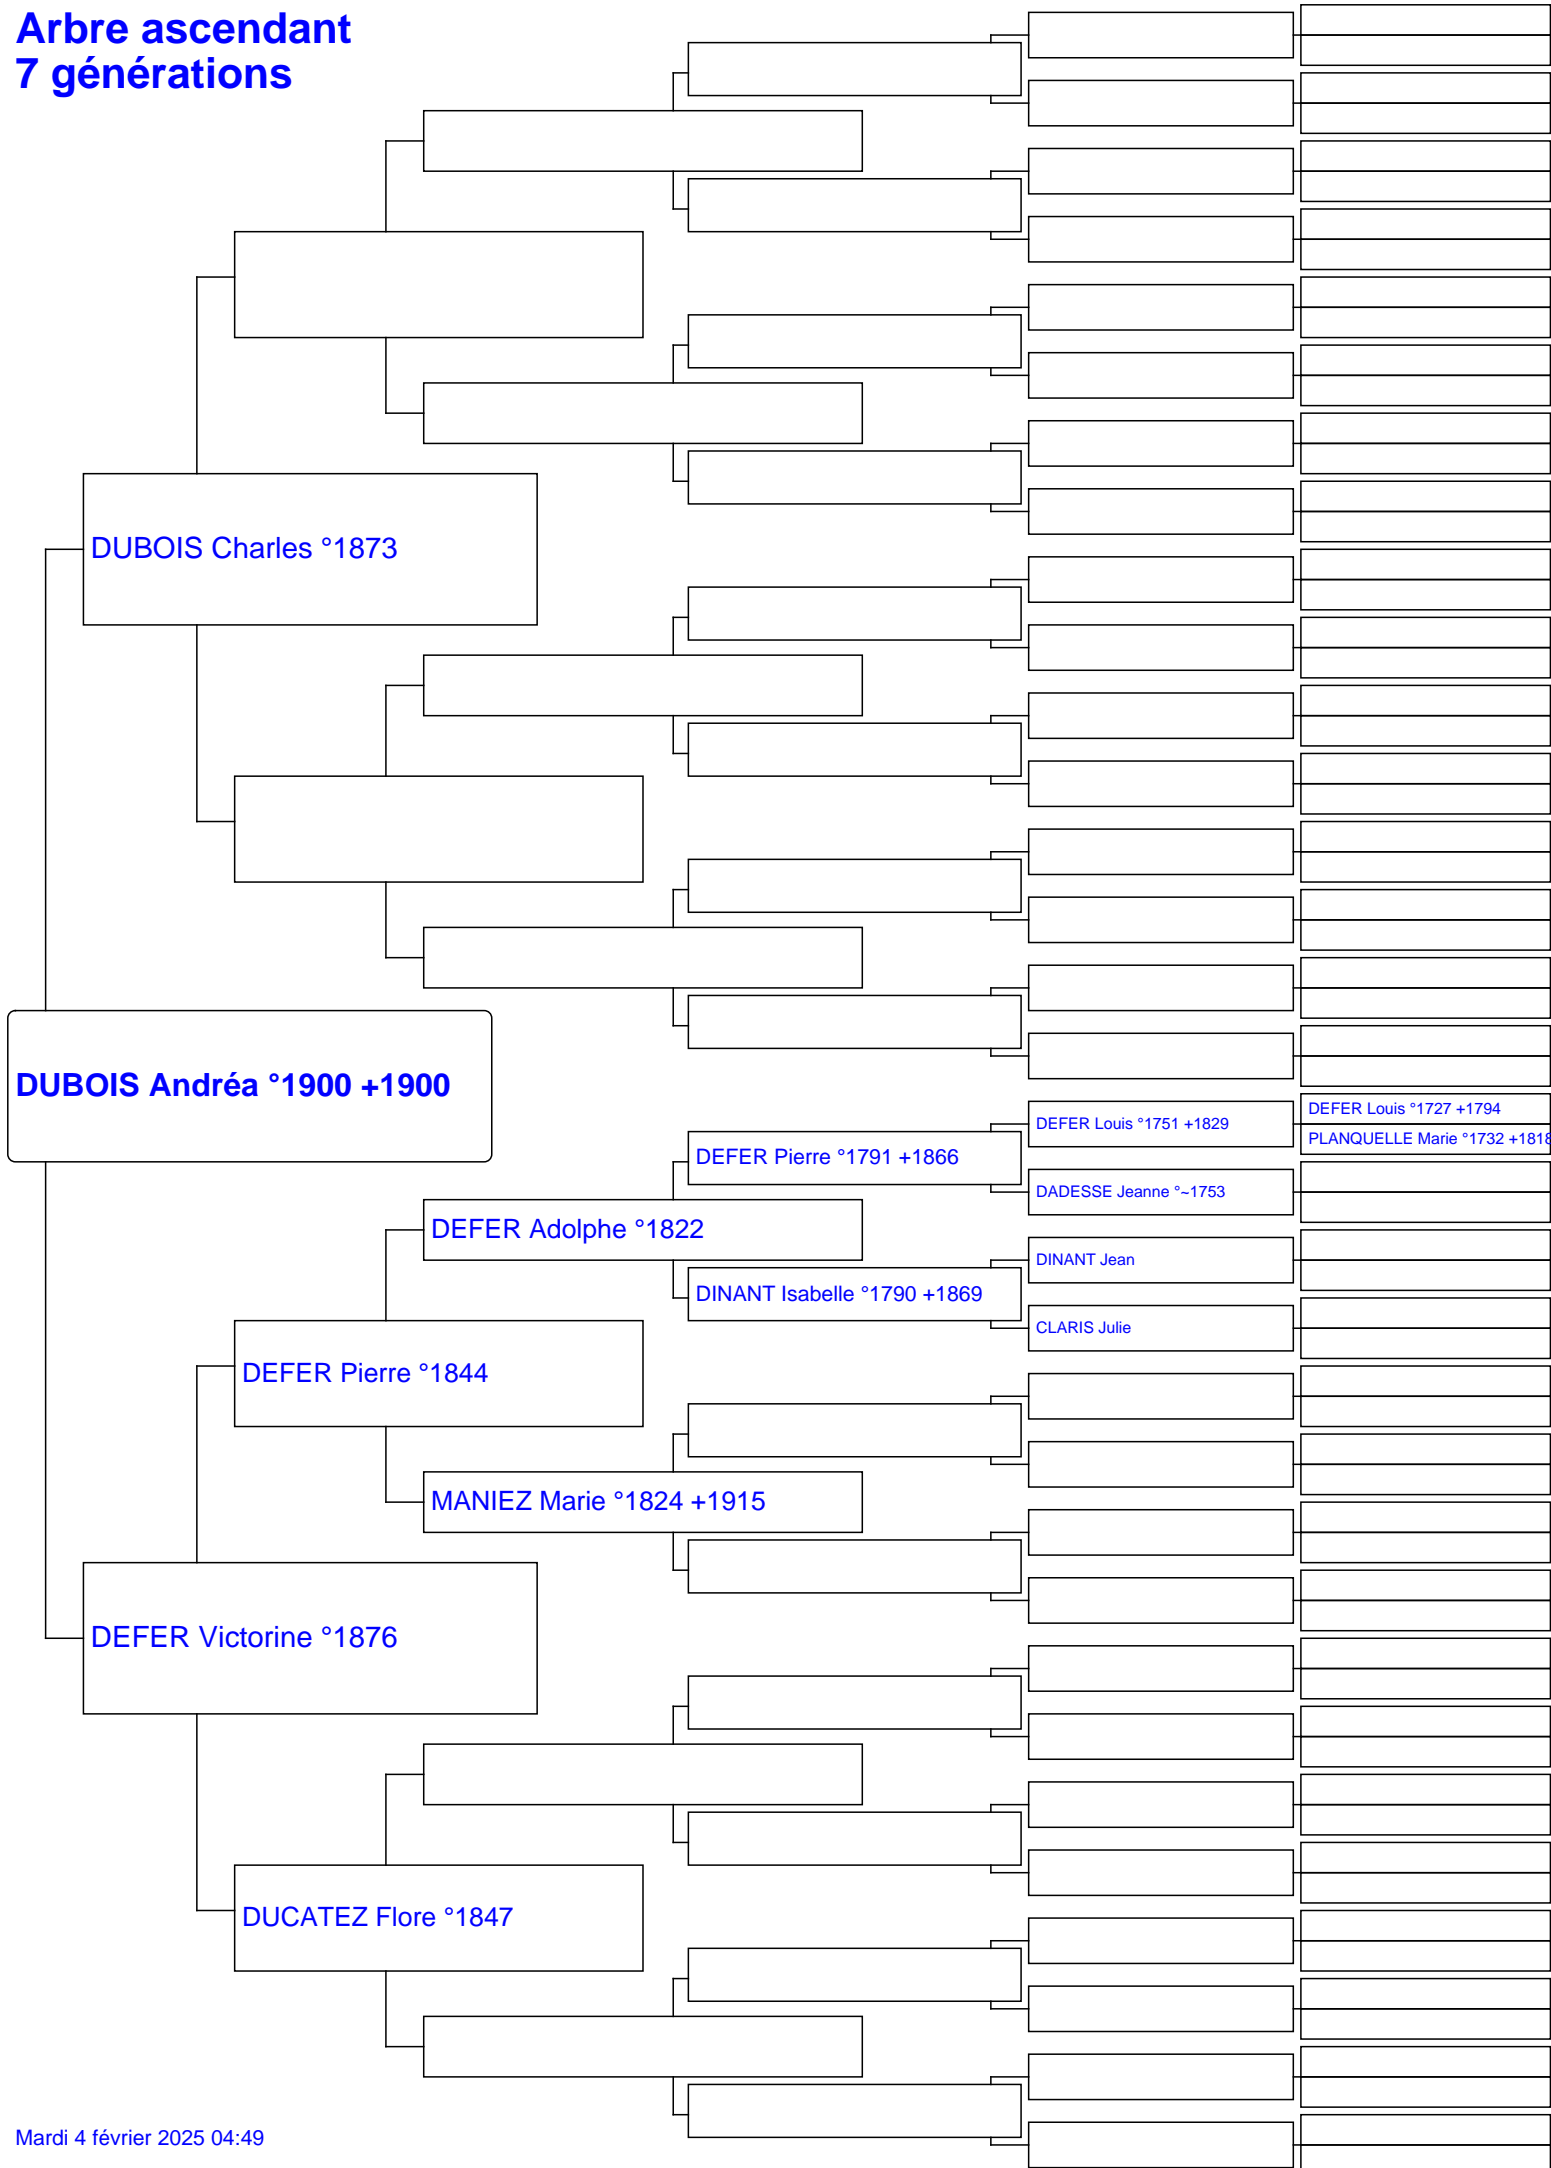 Arbre ascendant
7 générations
DUBOIS Charles °1873
DUBOIS Andréa °1900 +1900
DEFER Louis °1727 +1794
DEFER Louis °1751 +1829
PLANQUELLE Marie °1732 +1818
DEFER Pierre °1791 +1866
DADESSE Jeanne °~1753
DEFER Adolphe °1822
DINANT Jean
DINANT Isabelle °1790 +1869
CLARIS Julie
DEFER Pierre °1844
MANIEZ Marie °1824 +1915
DEFER Victorine °1876
DUCATEZ Flore °1847
Mardi 4 février 2025 04:49